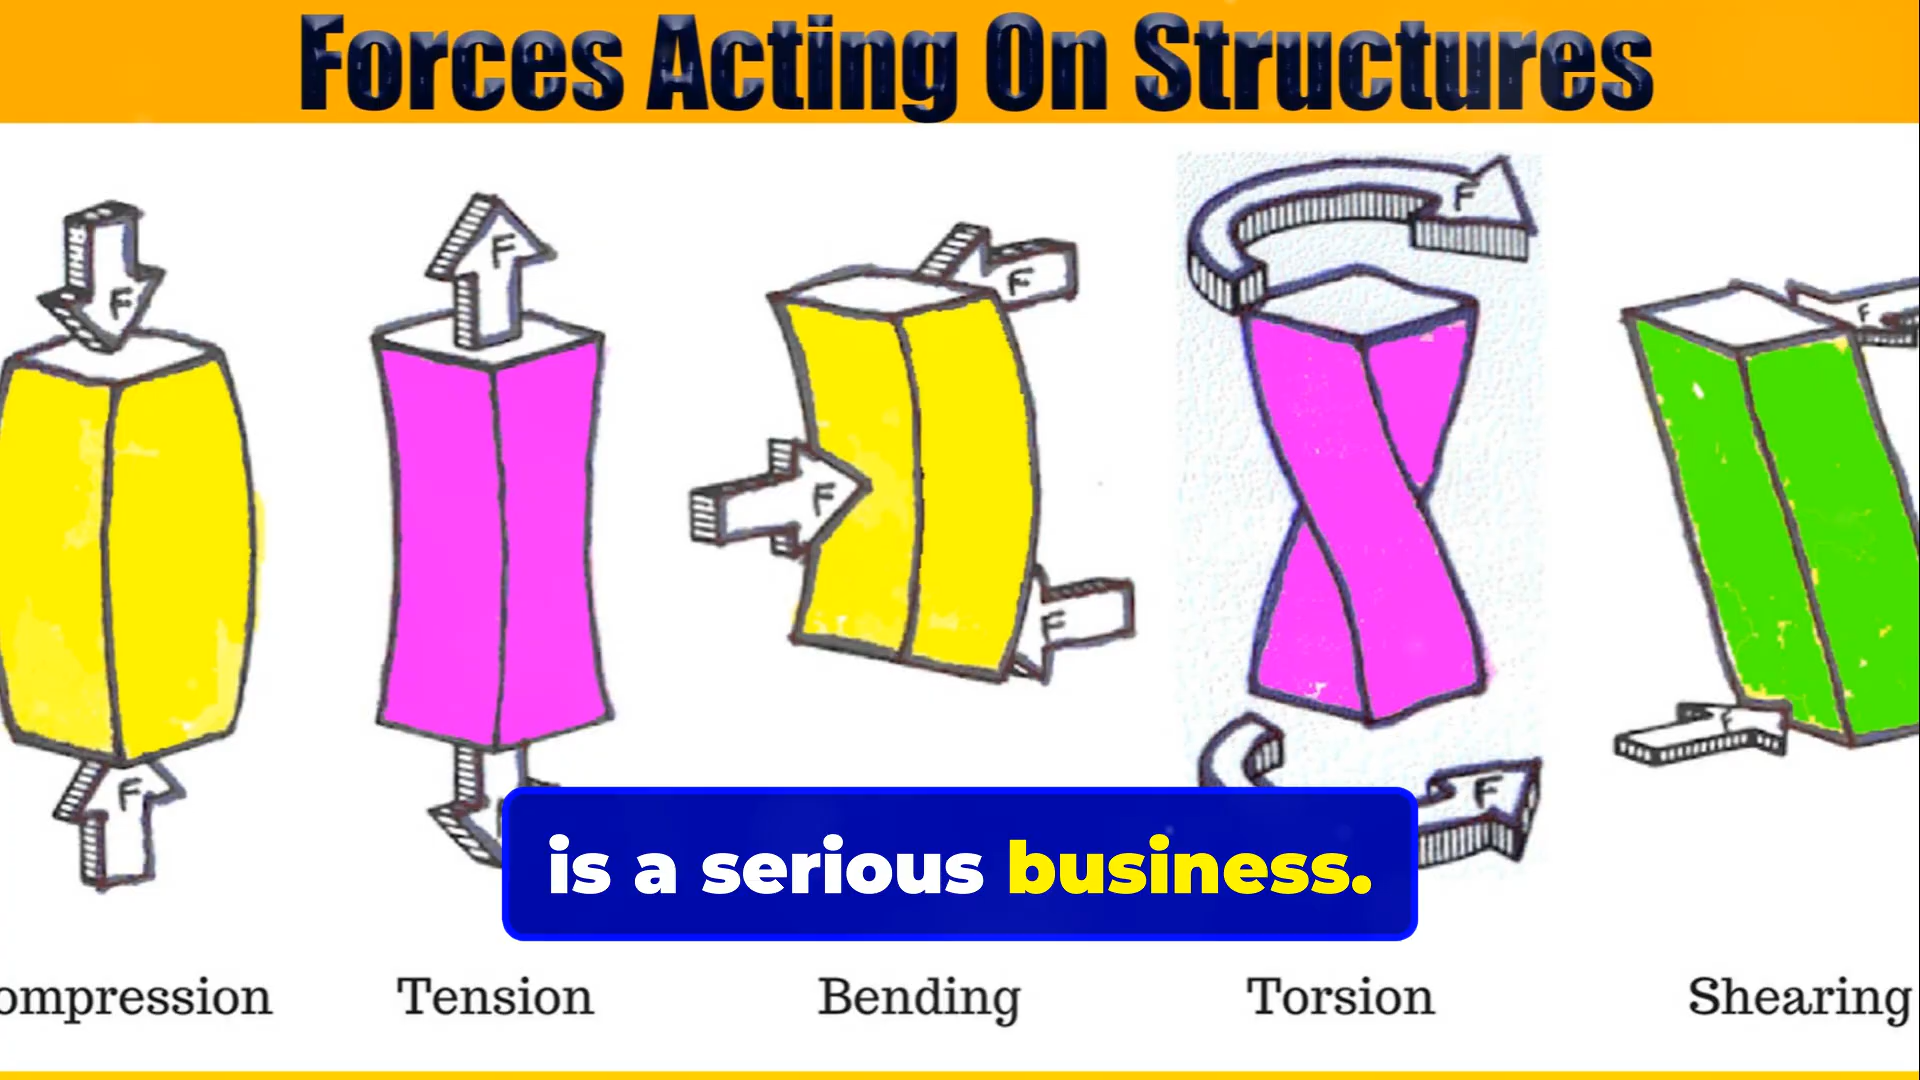 Forces Acting On Structures
F
F
F
F
F
F
F
F
F
F
F
is a serious business.
ompression
Tension
Bending
Torsion
Shearing